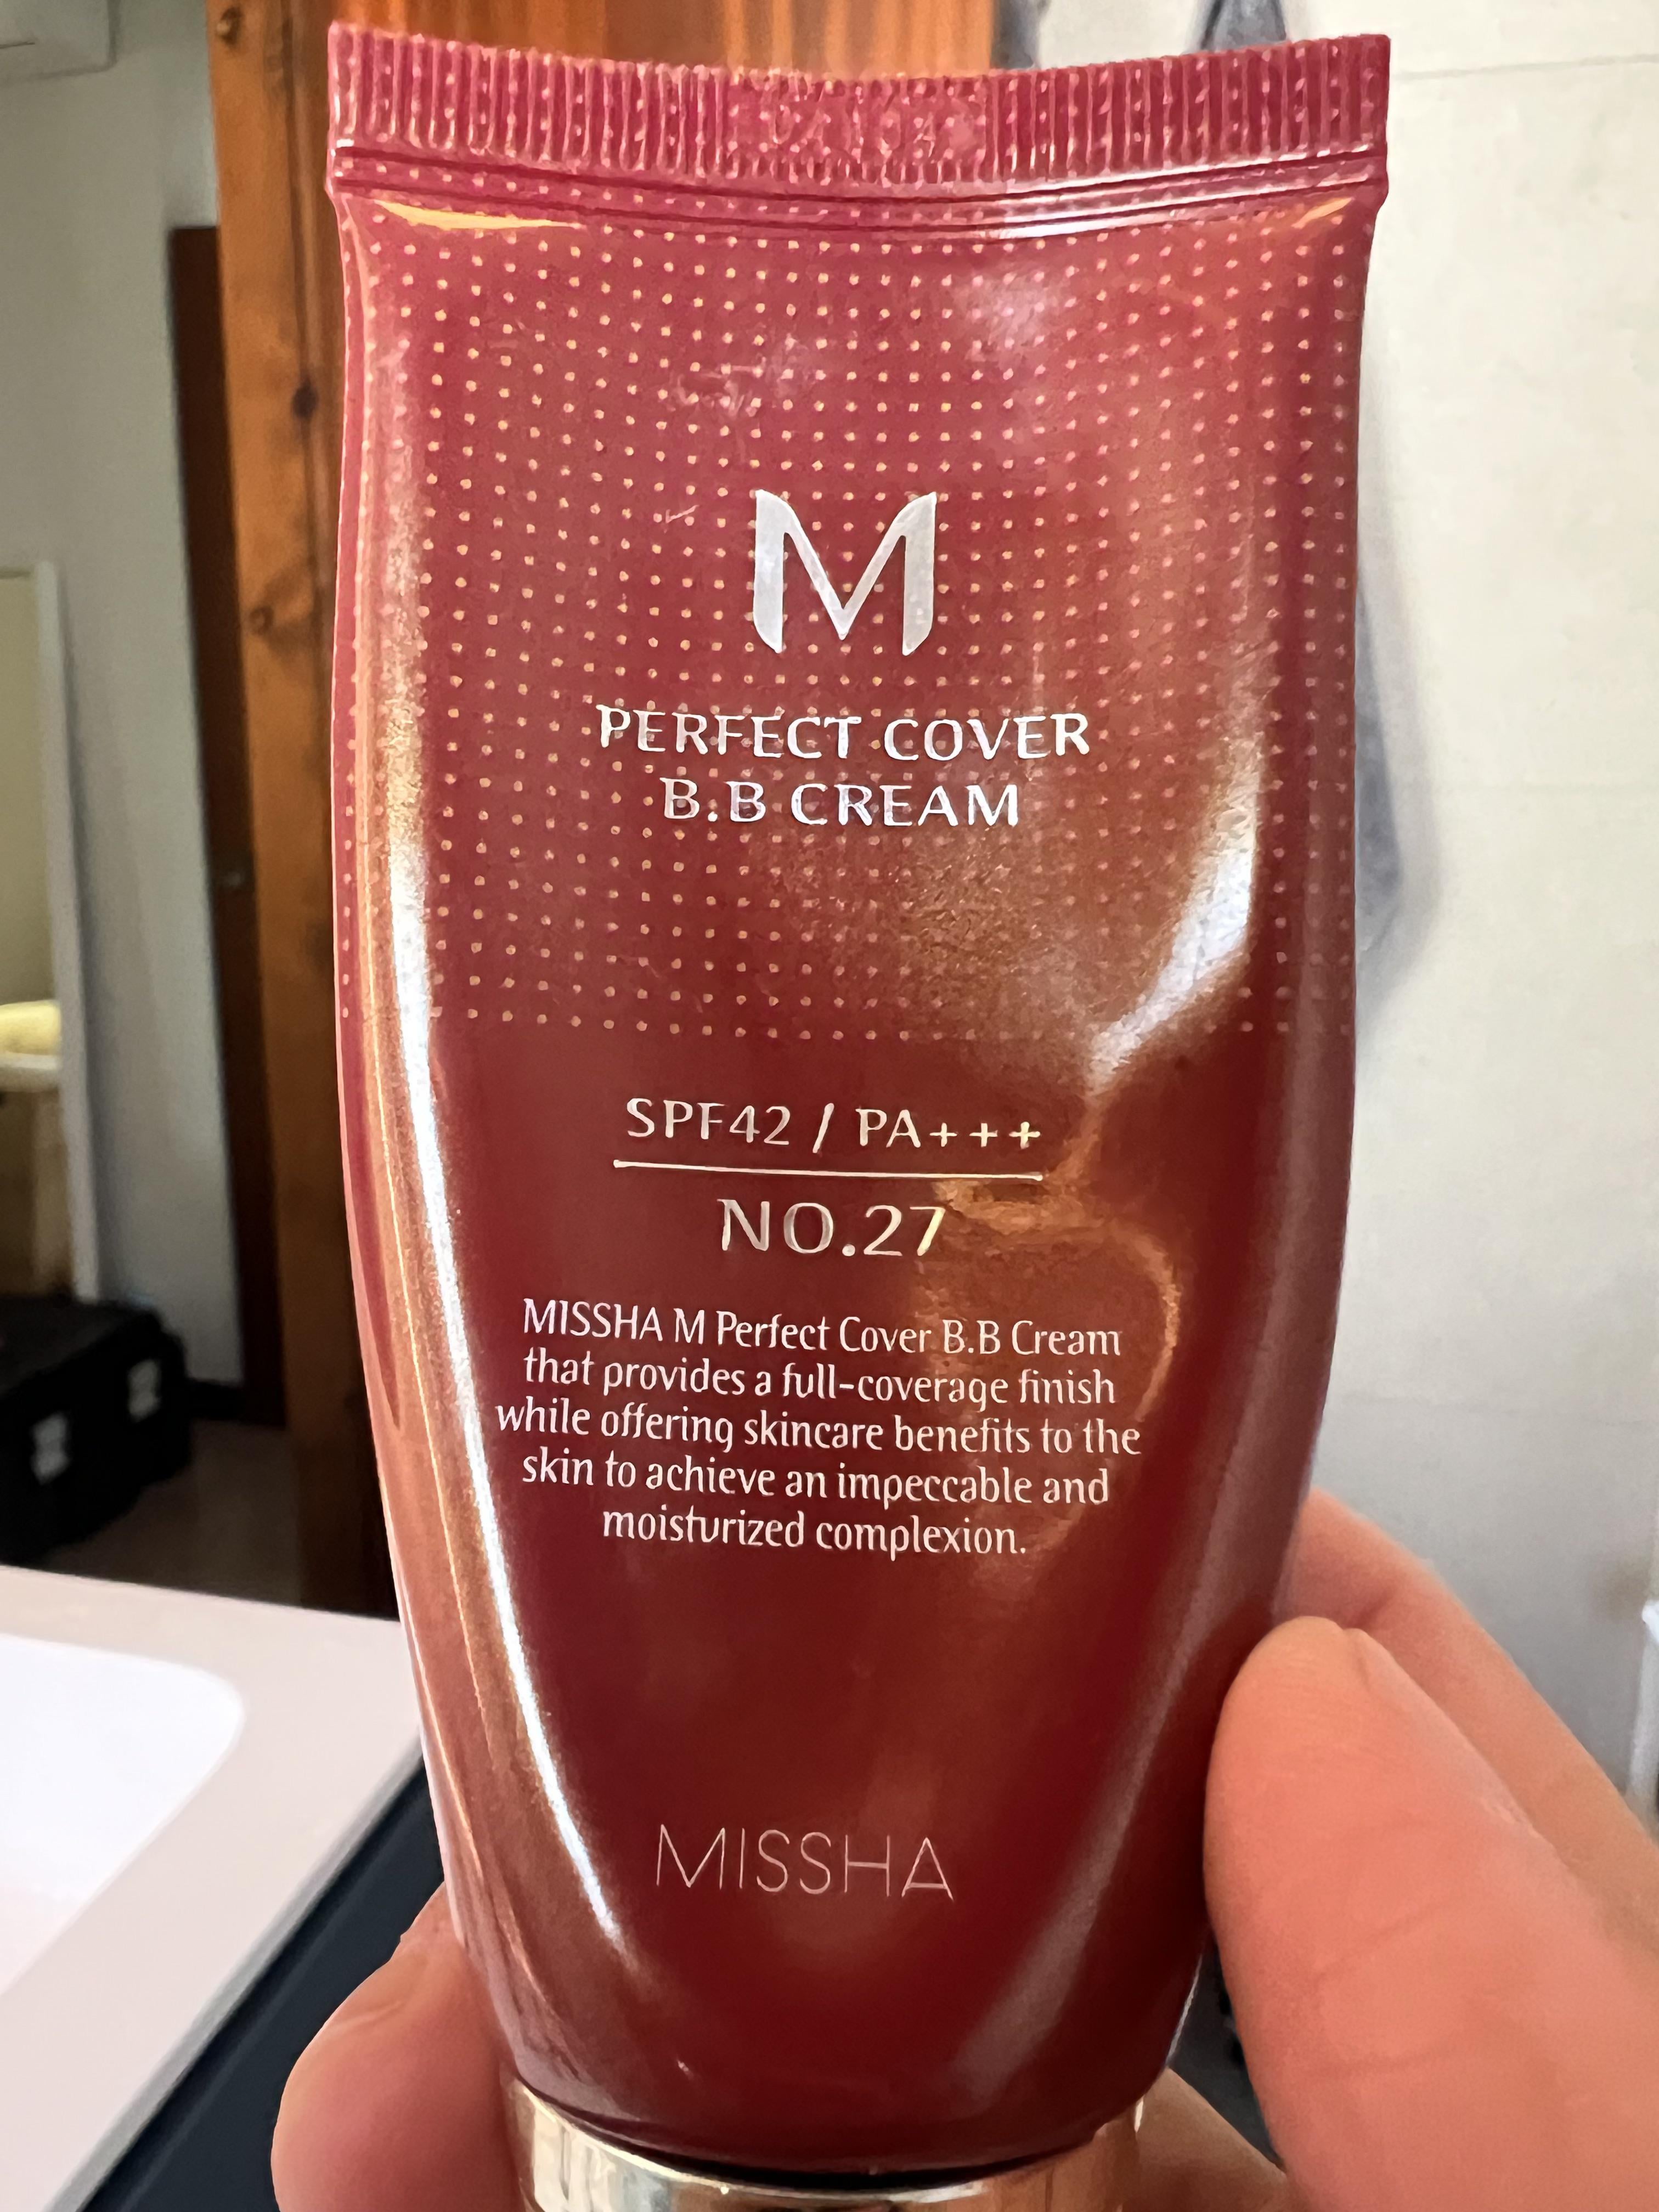 M
PERFECT COVER
B.B CREAM
SPF42 / PA+++
NO.27
MISSHA M Perfect Cover B.B Cream
that provides a full-coverage finish
while offering skincare benefits to the
skin to achieve an impeccable and
moisturized complexion.
MISSHA